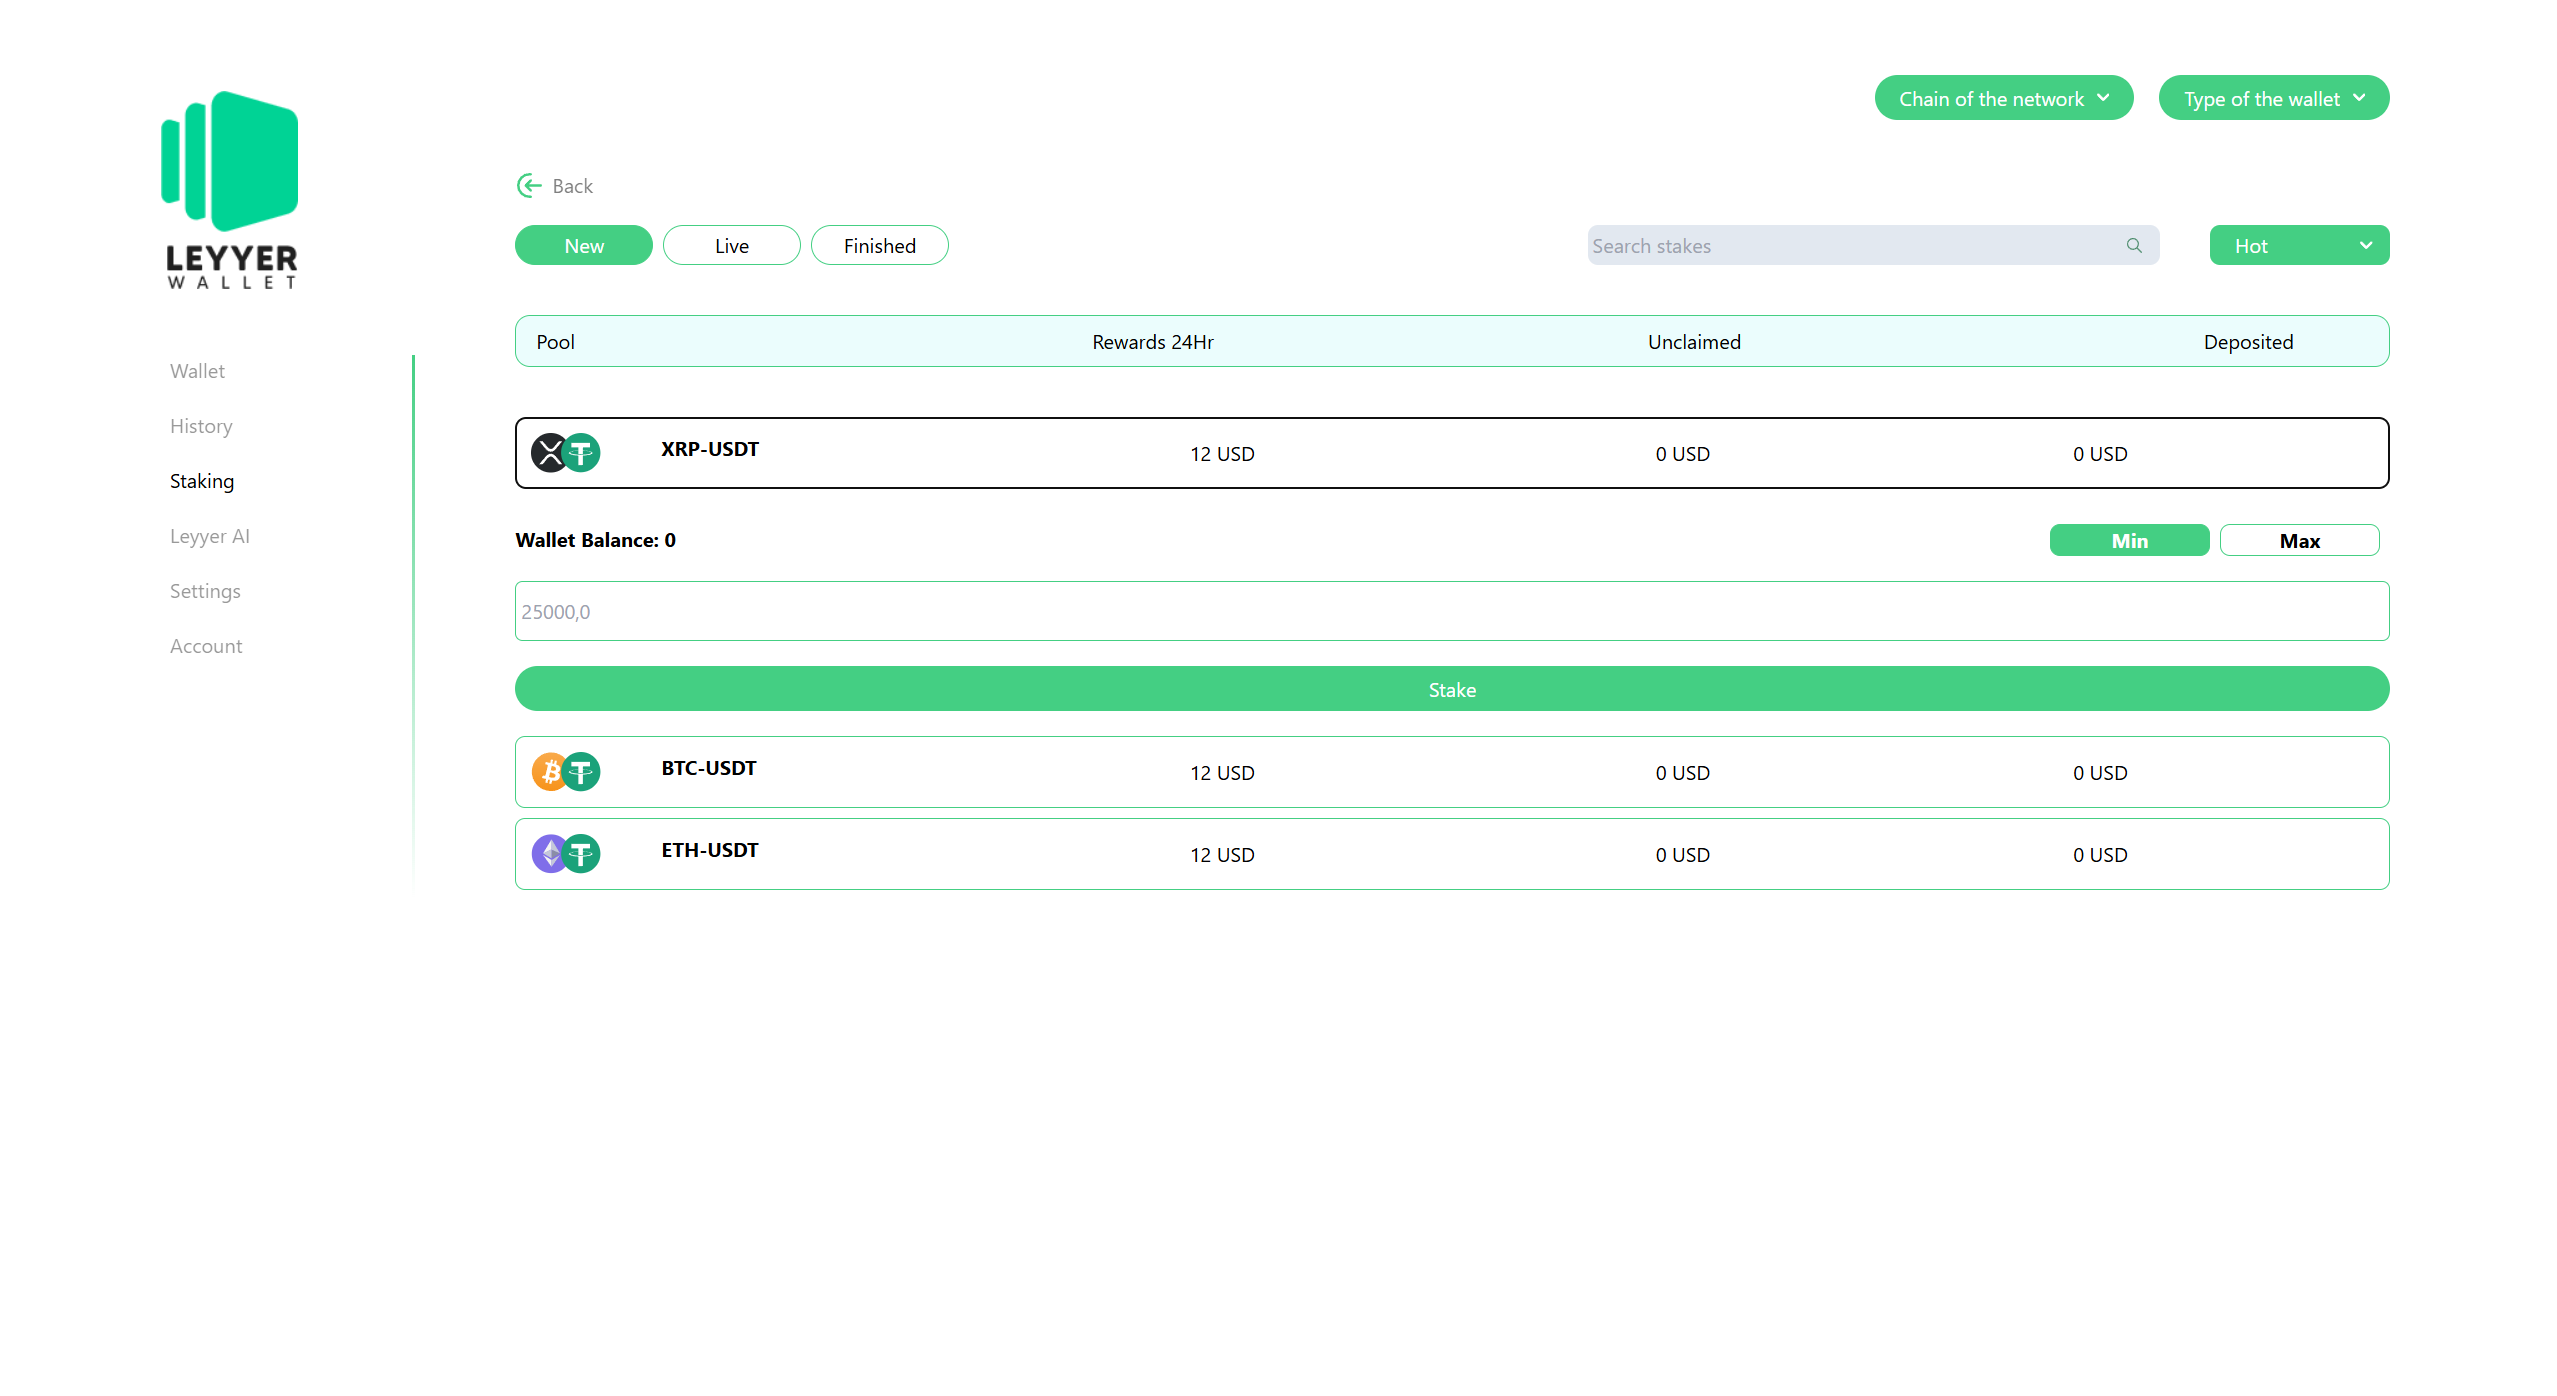 Chain of the network
Type of the wallet
LEYYER
WALLET
Back
New
Live
Finished
Search stakes
Hot
Pool
Rewards 24Hr
Unclaimed
Deposited
Wallet
History
Staking
Leyyer AI
Settings
Account
XRP-USDT
12 USD
0 USD
0 USD
Wallet Balance: 0
Min
Max
25000,0
Stake
BTC-USDT
12 USD
0 USD
0 USD
ETH-USDT
12 USD
0 USD
0 USD